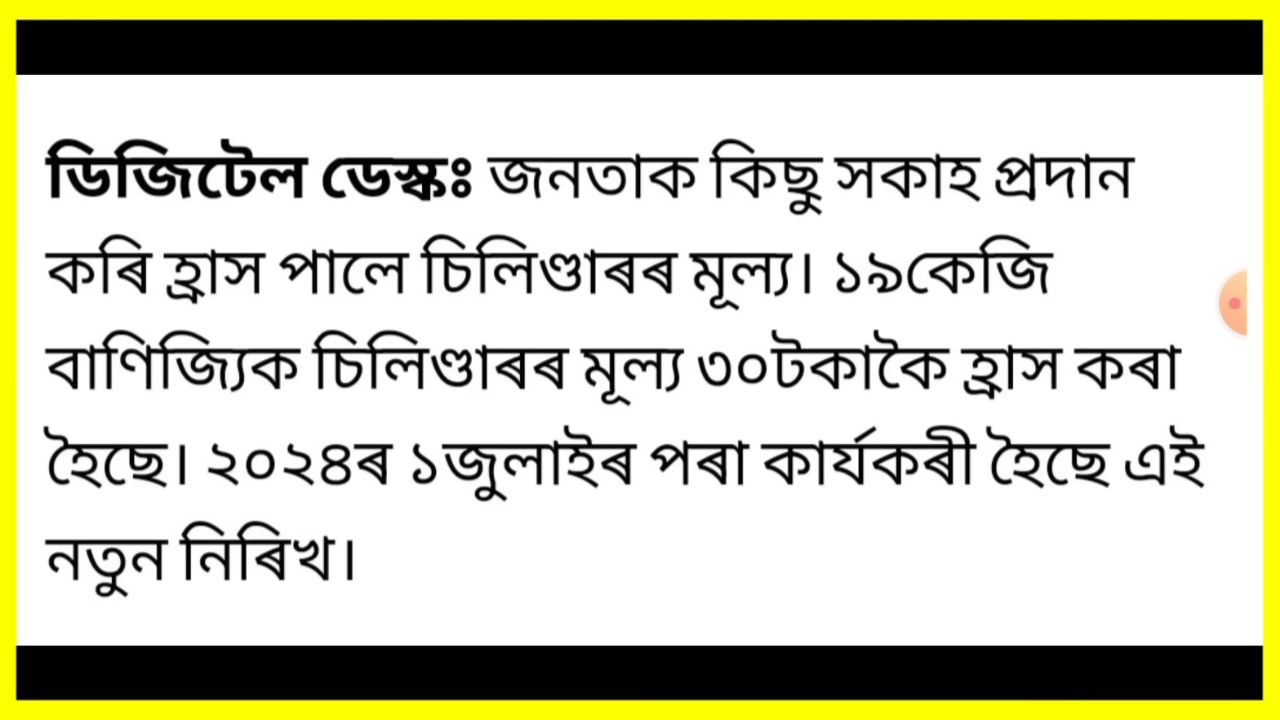 ডিজিটেল ডেস্কঃ জনতাক কিছু সকাহ প্ৰদান
কৰি হ্ৰাস পালে চিলিণ্ডাৰৰ মূল্য। ১৯কেজি
বাণিজ্যিক চিলিণ্ডাৰৰ মূল্য ৩০টকাকৈ হ্ৰাস কৰা
হৈছে। ২০২৪ৰ ১জুলাইৰ পৰা কাৰ্যকৰী হৈছে এই
নতুন নিৰিখ।